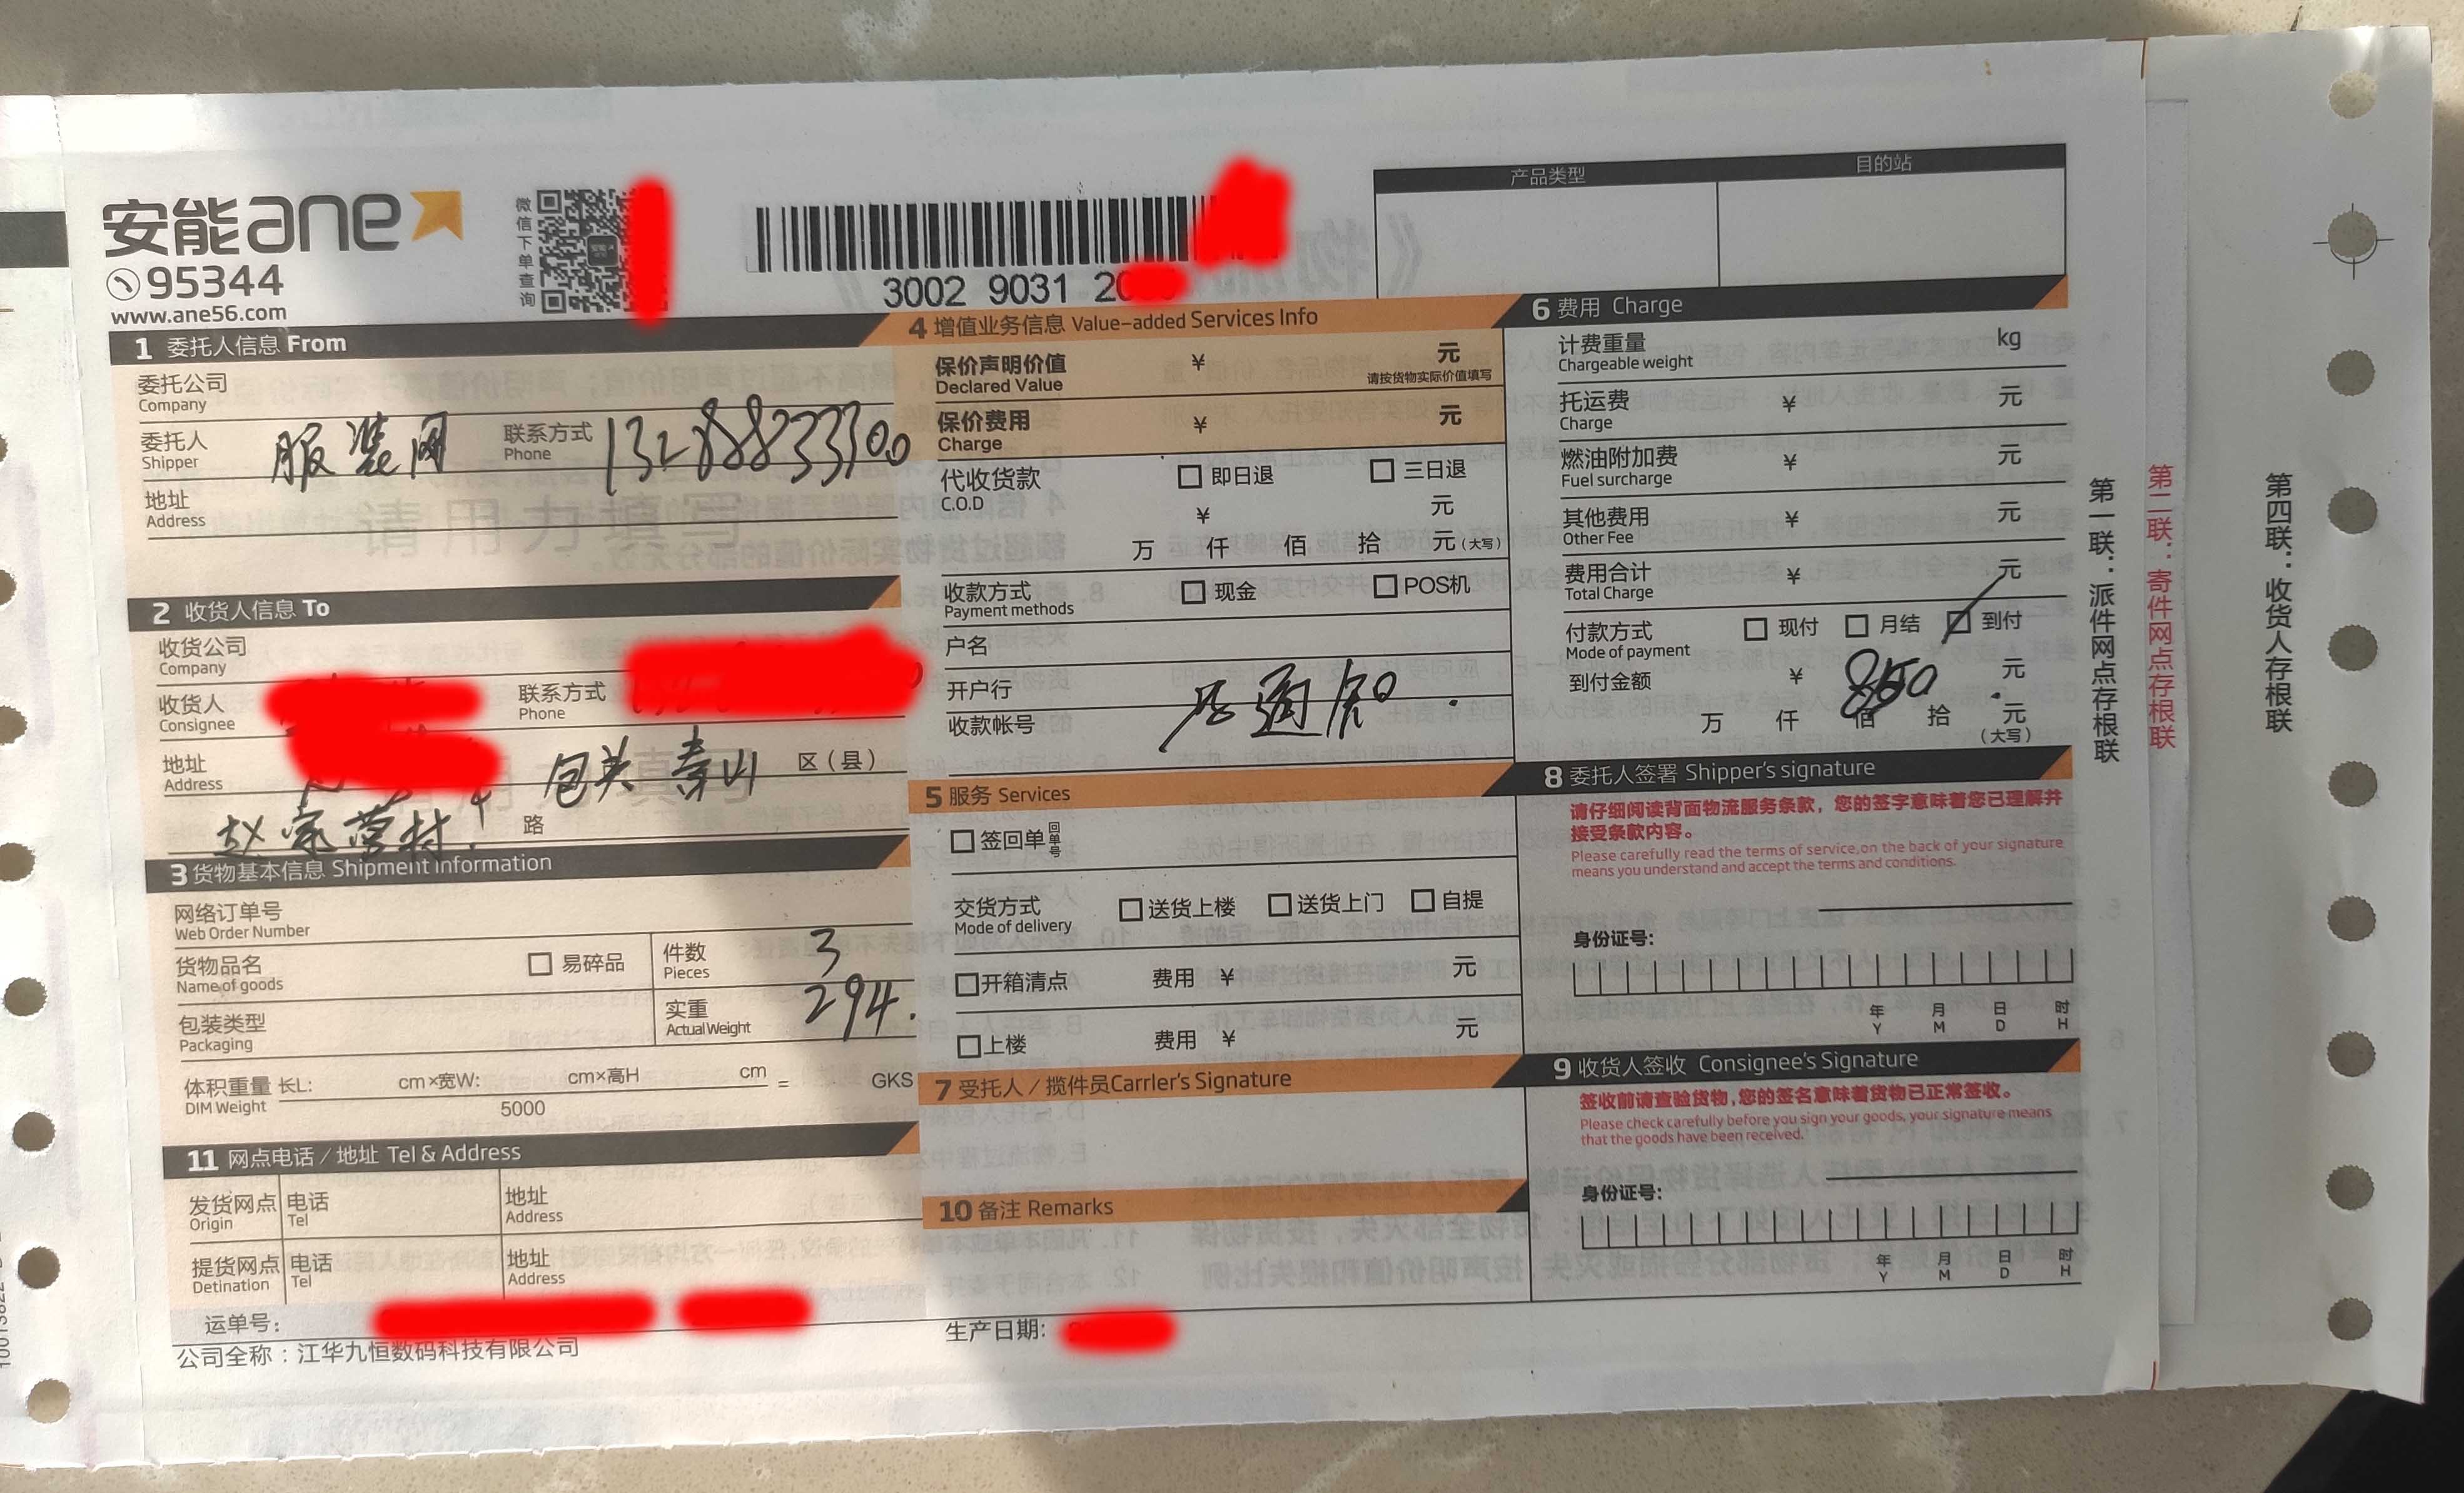 安能ane
95344
www.ane56.com
微信下单查询
3002 9031 2
产品类型 目的站
1 委托人信息 From
委托公司
Company
委托人 服装网 联系方式 13288833300
Shipper Phone
地址
Address
请用力填写
2 收货人信息 To
收货公司
Company
收货人 联系方式
Consignee Phone
地址 包头 青山 区(县)
Address
赵家营村. 路
3 货物基本信息 Shipment Information
网络订单号
Web Order Number
货物品名 易碎品 件数 3
Name of goods Pieces
包装类型 实重 294.
Packaging Actual Weight
体积重量 长L: cm×宽W: cm×高H cm = GKS
DIM Weight 5000
11 网点电话/地址 Tel & Address
发货网点 电话 地址
Origin Tel Address
提货网点 电话 地址
Detination Tel Address
运单号:
公司全称:江华九恒数码科技有限公司
生产日期:
4 增值业务信息 Value-added Services Info
保价声明价值 ¥ 元
Declared Value 请按货物实际价值填写
保价费用 ¥ 元
Charge
代收货款 即日退 三日退
C.O.D ¥ 元
万 仟 佰 拾 元(大写)
收款方式 现金 POS机
Payment methods
户名
开户行
收款帐号
5 服务 Services
签回单 回单号
交货方式 送货上楼 送货上门 自提
Mode of delivery
开箱清点 费用 ¥ 元
上楼 费用 ¥ 元
7 受托人/揽件员Carrler's Signature
10 备注 Remarks
6 费用 Charge
计费重量 kg
Chargeable weight
托运费 ¥ 元
Charge
燃油附加费 ¥ 元
Fuel surcharge
其他费用 ¥ 元
Other Fee
费用合计 ¥ 元
Total Charge
付款方式 现付 月结 到付
Mode of payment
到付金额 ¥ 860 元
万 仟 佰 拾 元
(大写)
8 委托人签署 Shipper's signature
请仔细阅读背面物流服务条款，您的签字意味着您已理解并
接受条款内容。
Please carefully read the terms of service,on the back of your signature
means you understand and accept the terms and conditions.
身份证号:
年 月 日 时
Y M D H
9 收货人签收 Consignee's Signature
签收前请查验货物,您的签名意味着货物已正常签收。
Please check carefully before you sign your goods, your signature means
that the goods have been received.
身份证号:
年 月 日 时
Y M D H
第一联：派件网点存根联
第二联：寄件网点存根联
第四联：收货人存根联